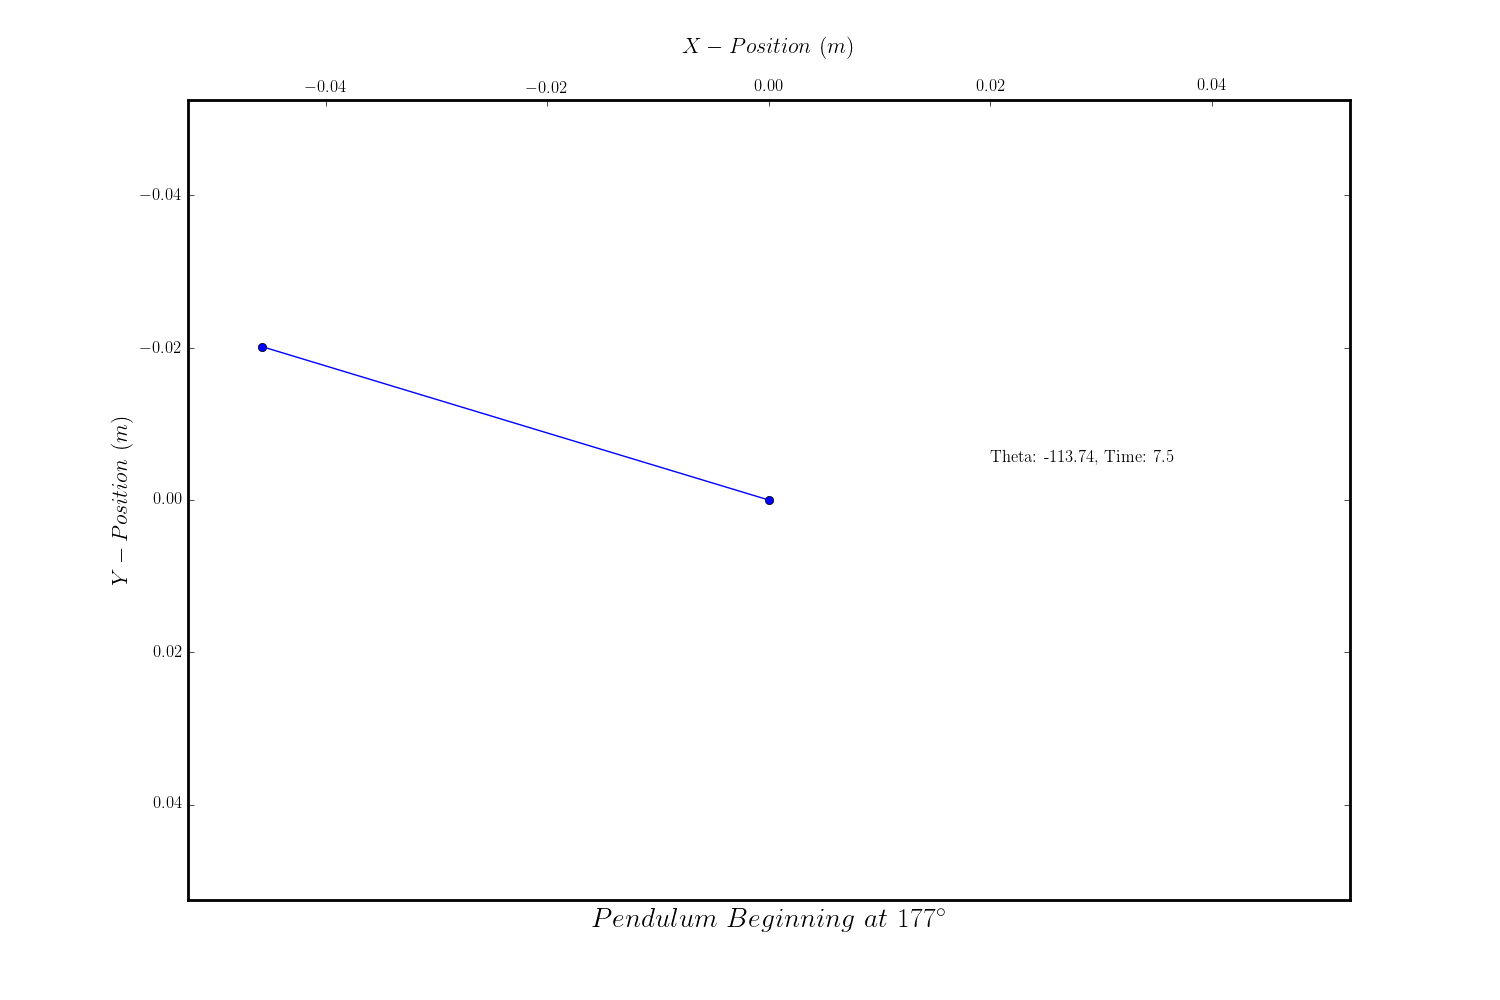 X − Position (m)
−0.04 −0.02 0.00 0.02 0.04
−0.04
−0.02
Y − Position (m)
Theta: -113.74, Time: 7.5
0.00
0.02
0.04
Pendulum Beginning at 177°